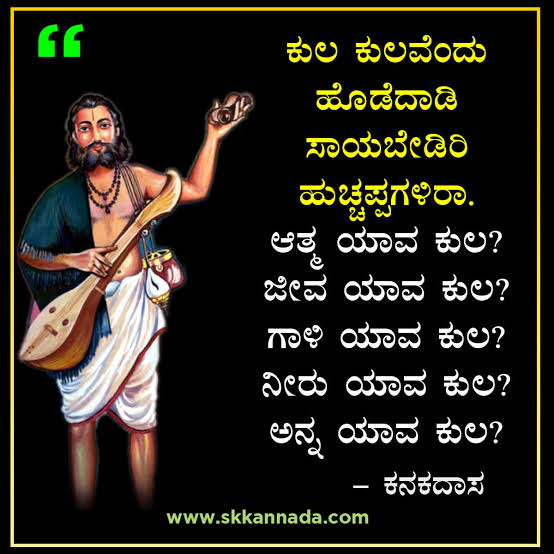 ಕುಲ ಕುಲವೆಂದು
ಹೊಡೆದಾಡಿ
ಸಾಯಬೇಡಿರಿ
ಹುಚ್ಚಪ್ಪಗಳಿರಾ.
ಆತ್ಮ ಯಾವ ಕುಲ?
ಜೀವ ಯಾವ ಕುಲ?
ಗಾಳಿ ಯಾವ ಕುಲ?
ನೀರು ಯಾವ ಕುಲ?
ಅನ್ನ ಯಾವ ಕುಲ?
– ಕನಕದಾಸ
www.skkannada.com